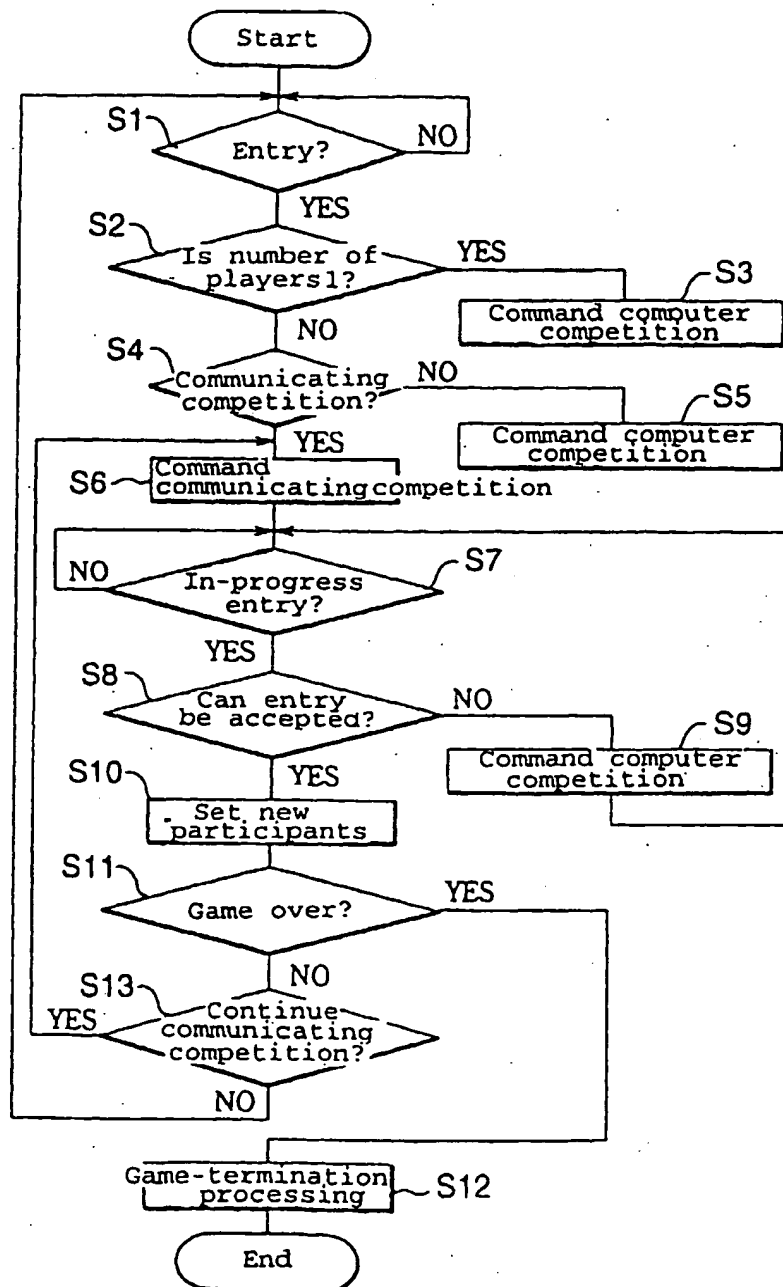 Start
S1
Entry?
NO
YES
S2
Is number of
players1?
YES
S3
Command computer
competition
NO
S4
Communicating
competition?
NO
S5
Command computer
competition
YES
S6
Command
communicating competition
S7
In-progress
entry?
NO
YES
S8
Can entry
be accepted?
NO
S9
Command computer
competition
YES
S10
Set new
participants
S11
Game over?
YES
NO
S13
Continue
communicating
competition?
YES
NO
Game-termination
processing
S12
End